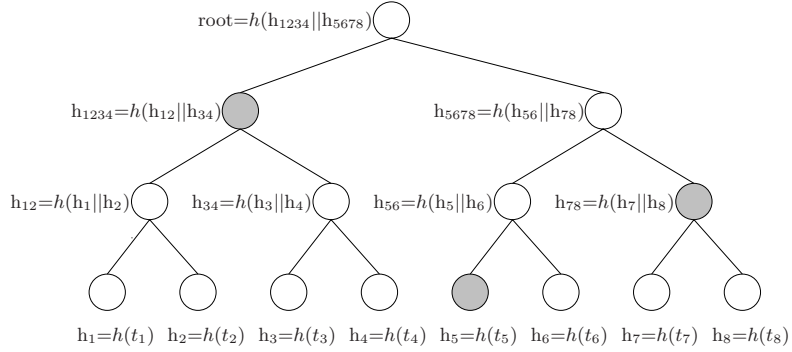 root=h(h₁₂₃₄||h₅₆₇₈)
h₁₂₃₄=h(h₁₂||h₃₄) h₅₆₇₈=h(h₅₆||h₇₈)
h₁₂=h(h₁||h₂) h₃₄=h(h₃||h₄) h₅₆=h(h₅||h₆) h₇₈=h(h₇||h₈)
h₁=h(t₁) h₂=h(t₂) h₃=h(t₃) h₄=h(t₄) h₅=h(t₅) h₆=h(t₆) h₇=h(t₇) h₈=h(t₈)